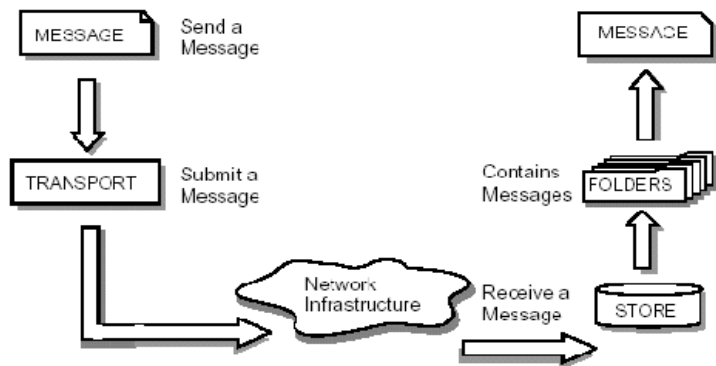 MESSAGE
Send a
Message
TRANSPORT
Submit a
Message
Network
Infrastructure
Receive a
Message
STORE
Contains
Messages
FOLDERS
MESSAGE